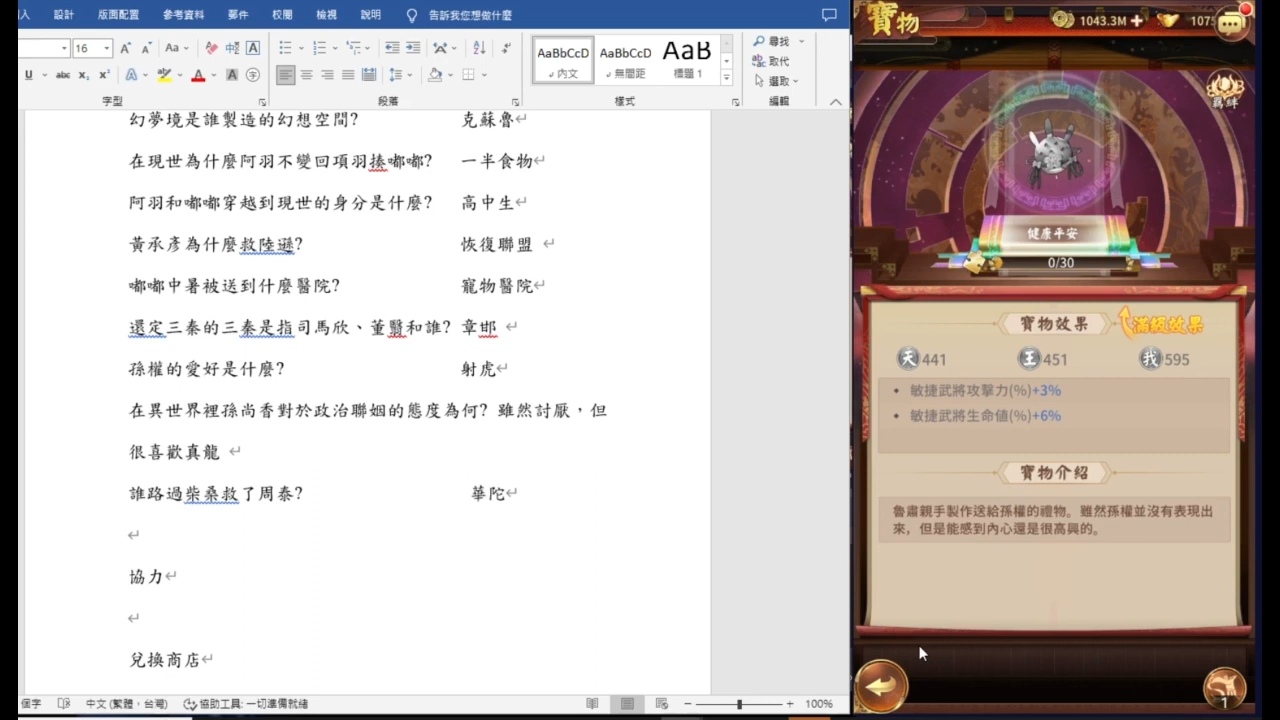 入 設計 版面配置 參考資料 郵件 校閱 檢視 說明 告訴我您想做什麼
16 Aa A
U abc x₂ x² A ab A A 字
AaBbCcD AaBbCcD AaB
內文 無間距 標題 1
尋找
取代
選取
字型 段落 樣式 編輯
幻夢境是誰製造的幻想空間? 克蘇魯
在現世為什麼阿羽不變回項羽揍嘟嘟? 一半食物
阿羽和嘟嘟穿越到現世的身分是什麼? 高中生
黃承彥為什麼救陸遜? 恢復聯盟
嘟嘟中暑被送到什麼醫院? 寵物醫院
還定三秦的三秦是指司馬欣、董翳和誰? 章邯
孫權的愛好是什麼? 射虎
在異世界裡孫尚香對於政治聯姻的態度為何? 雖然討厭，但
很喜歡真龍
誰路過柴桑救了周泰? 華陀
協力
兌換商店
個字 中文 (繁體，台灣) 協助工具: 一切準備就緒 100%
寶物
1043.3M 1075
羈絆
健康平安
0/30
寶物效果 滿級效果
天 441 王 451 我 595
敏捷武將攻擊力(%)+3%
敏捷武將生命值(%)+6%
寶物介紹
魯肅親手製作送給孫權的禮物。雖然孫權並沒有表現出
來，但是能感到內心還是很高興的。
1